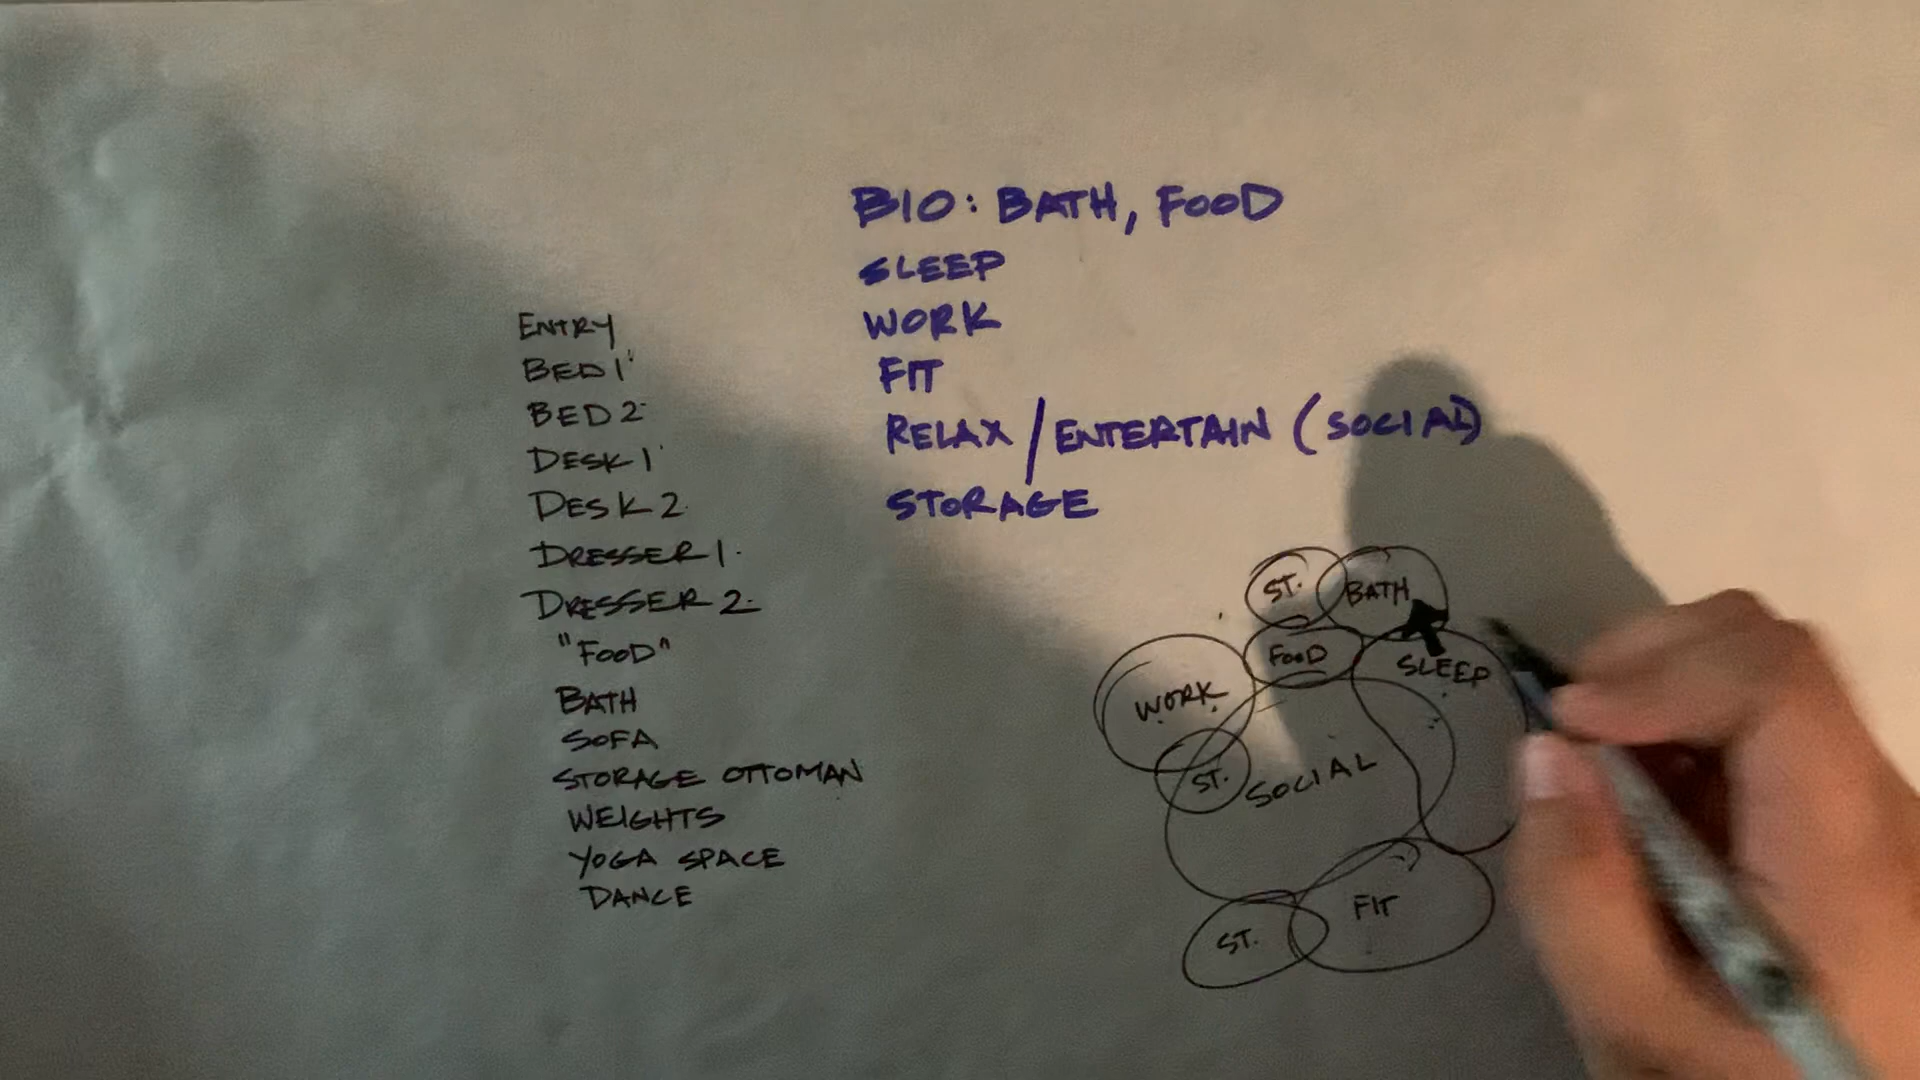 BIO: BATH, FOOD
SLEEP
WORK
FIT
RELAX / ENTERTAIN (SOCIAL)
STORAGE
ENTRY
BED 1
BED 2
DESK 1
DESK 2
DRESSER 1
DRESSER 2
"FOOD"
BATH
SOFA
STORAGE OTTOMAN
WEIGHTS
YOGA SPACE
DANCE
ST.
BATH
FOOD
SLEEP
WORK
ST.
SOCIAL
FIT
ST.